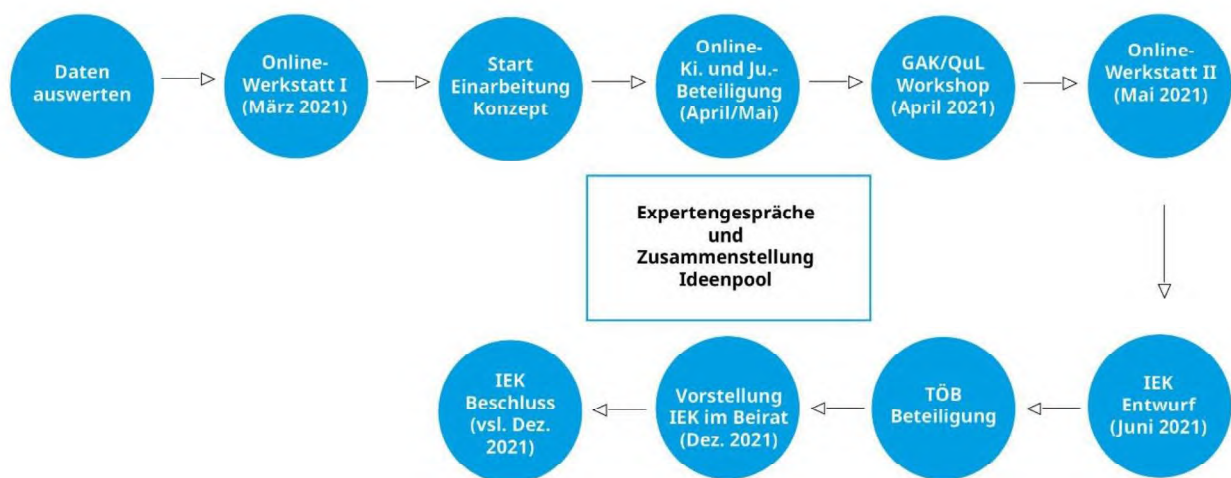 Daten
auswerten
Online-
Werkstatt I
(März 2021)
Start
Einarbeitung
Konzept
Online-
Ki. und Ju.-
Beteiligung
(April/Mai)
GAK/QuL
Workshop
(April 2021)
Online-
Werkstatt II
(Mai 2021)
Expertengespräche
und
Zusammenstellung
Ideenpool
IEK
Entwurf
(Juni 2021)
TÖB
Beteiligung
Vorstellung
IEK im Beirat
(Dez. 2021)
IEK
Beschluss
(vsl. Dez.
2021)